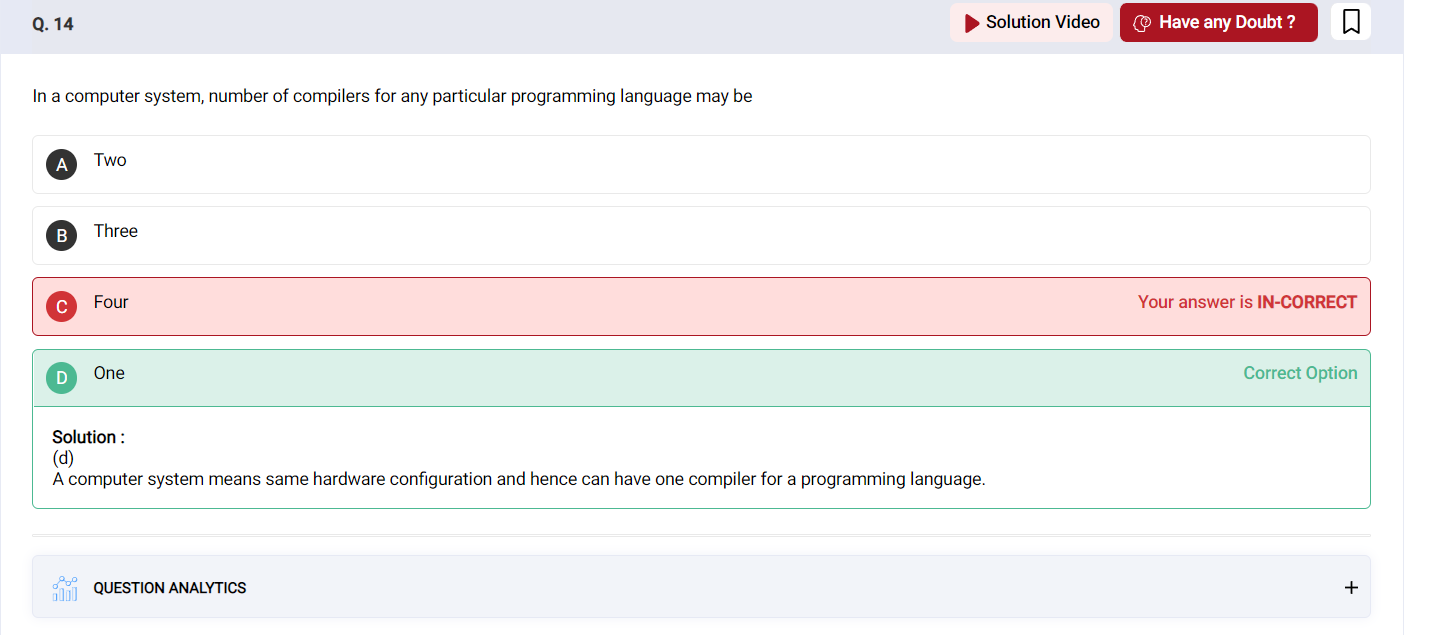 Q. 14
Solution Video
Have any Doubt ?
In a computer system, number of compilers for any particular programming language may be
A
Two
B
Three
C
Four
Your answer is IN-CORRECT
D
One
Correct Option
Solution :
(d)
A computer system means same hardware configuration and hence can have one compiler for a programming language.
QUESTION ANALYTICS
+